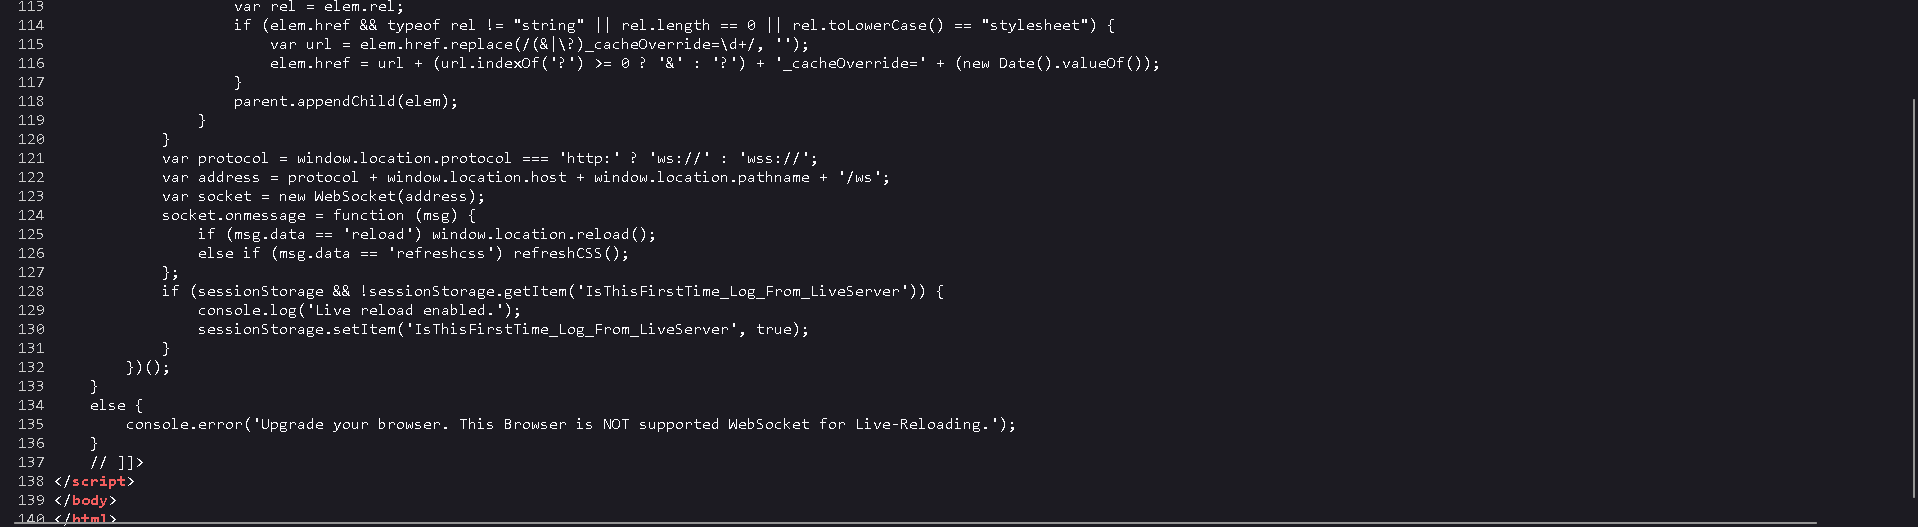 113                     var rel = elem.rel;
114                     if (elem.href && typeof rel != "string" || rel.length == 0 || rel.toLowerCase() == "stylesheet") {
115                         var url = elem.href.replace(/(&|\?)_cacheOverride=\d+/, '');
116                         elem.href = url + (url.indexOf('?') >= 0 ? '&' : '?') + '_cacheOverride=' + (new Date().valueOf());
117                     }
118                     parent.appendChild(elem);
119                 }
120             }
121             var protocol = window.location.protocol === 'http:' ? 'ws://' : 'wss://';
122             var address = protocol + window.location.host + window.location.pathname + '/ws';
123             var socket = new WebSocket(address);
124             socket.onmessage = function (msg) {
125                 if (msg.data == 'reload') window.location.reload();
126                 else if (msg.data == 'refreshcss') refreshCSS();
127             };
128             if (sessionStorage && !sessionStorage.getItem('IsThisFirstTime_Log_From_LiveServer')) {
129                 console.log('Live reload enabled.');
130                 sessionStorage.setItem('IsThisFirstTime_Log_From_LiveServer', true);
131             }
132         })();
133     }
134     else {
135         console.error('Upgrade your browser. This Browser is NOT supported WebSocket for Live-Reloading.');
136     }
137     // ]]>
138 </script>
139 </body>
140 </html>